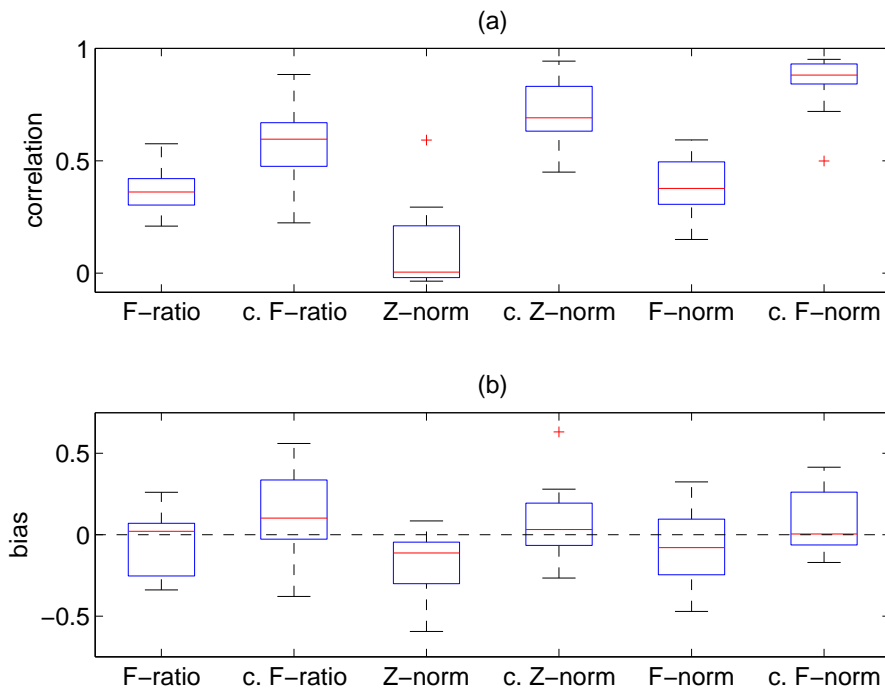 (a)
1
0.5
0
correlation
F−ratio c. F−ratio Z−norm c. Z−norm F−norm c. F−norm
(b)
0.5
0
−0.5
bias
F−ratio c. F−ratio Z−norm c. Z−norm F−norm c. F−norm